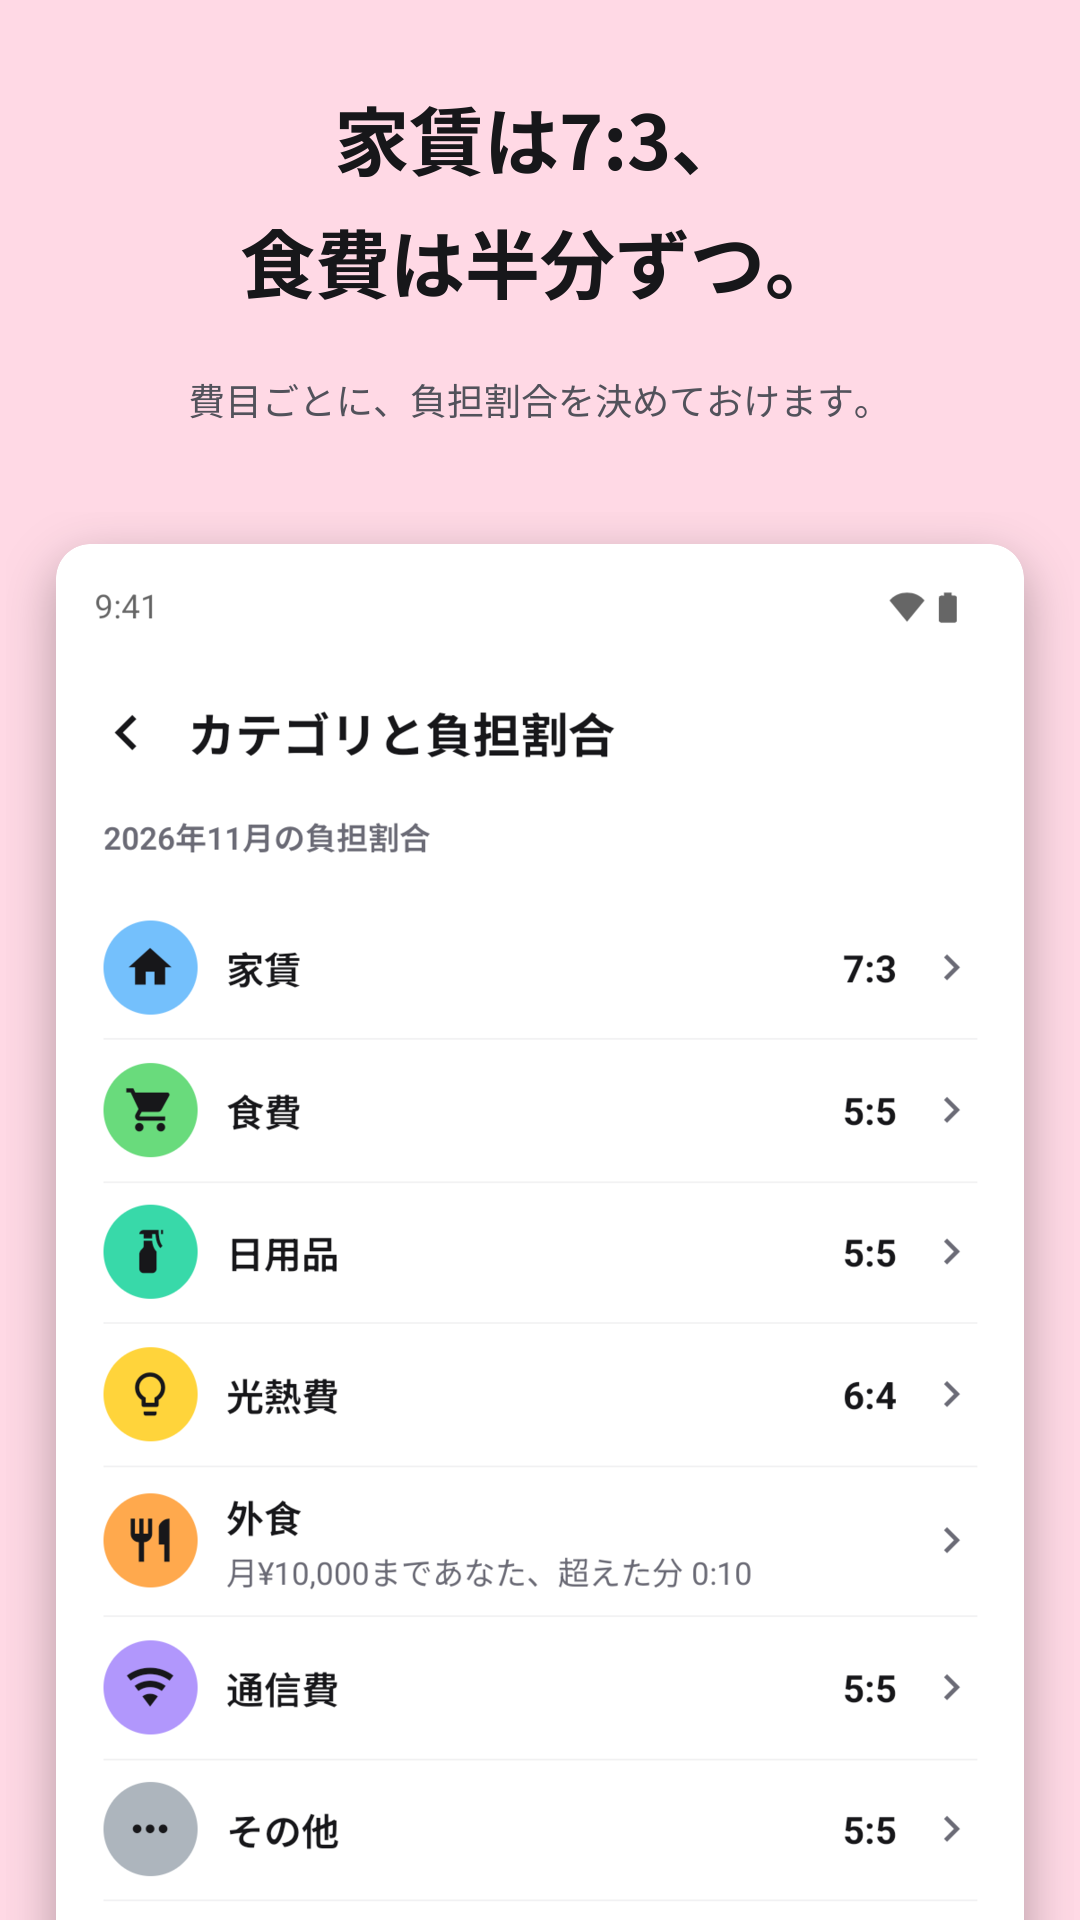 家賃は7:3、
食費は半分ずつ。
費目ごとに、負担割合を決めておけます。
9:41
カテゴリと負担割合
2026年11月の負担割合
家賃 7:3
食費 5:5
日用品 5:5
光熱費 6:4
外食
月¥10,000まであなた、超えた分 0:10
通信費 5:5
その他 5:5